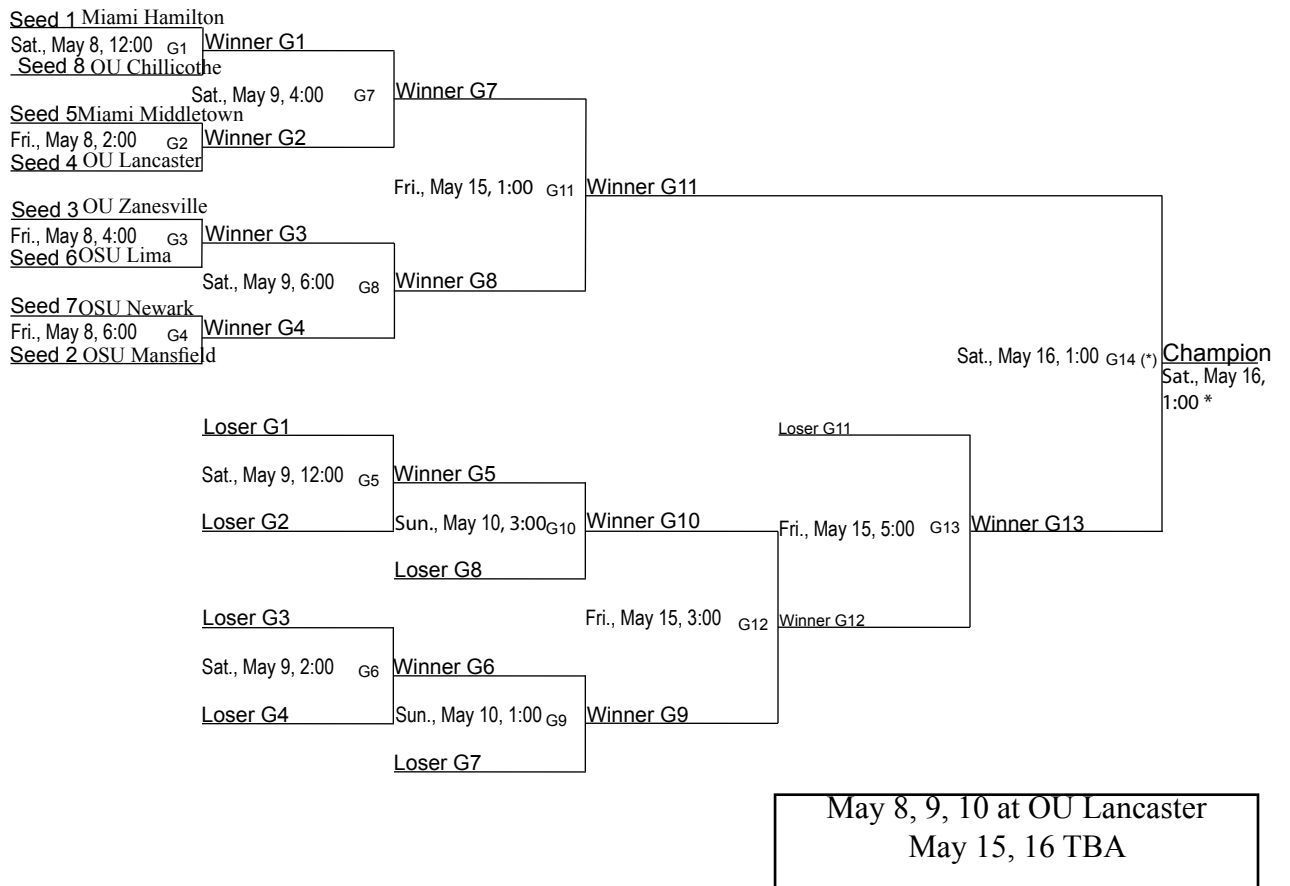 Seed 1 Miami Hamilton
Sat., May 8, 12:00 G1 Winner G1
Seed 8 OU Chillicothe
Sat., May 9, 4:00 G7 Winner G7
Seed 5 Miami Middletown
Fri., May 8, 2:00 G2 Winner G2
Seed 4 OU Lancaster
Fri., May 15, 1:00 G11 Winner G11
Seed 3 OU Zanesville
Fri., May 8, 4:00 G3 Winner G3
Seed 6 OSU Lima
Sat., May 9, 6:00 G8 Winner G8
Seed 7 OSU Newark
Fri., May 8, 6:00 G4 Winner G4
Seed 2 OSU Mansfield
Sat., May 16, 1:00 G14 (*) Champion
Sat., May 16,
1:00 *
Loser G1
Loser G11
Sat., May 9, 12:00 G5 Winner G5
Loser G2
Sun., May 10, 3:00 G10 Winner G10
Fri., May 15, 5:00 G13 Winner G13
Loser G8
Loser G3
Fri., May 15, 3:00 G12 Winner G12
Sat., May 9, 2:00 G6 Winner G6
Loser G4
Sun., May 10, 1:00 G9 Winner G9
Loser G7
May 8, 9, 10 at OU Lancaster
May 15, 16 TBA